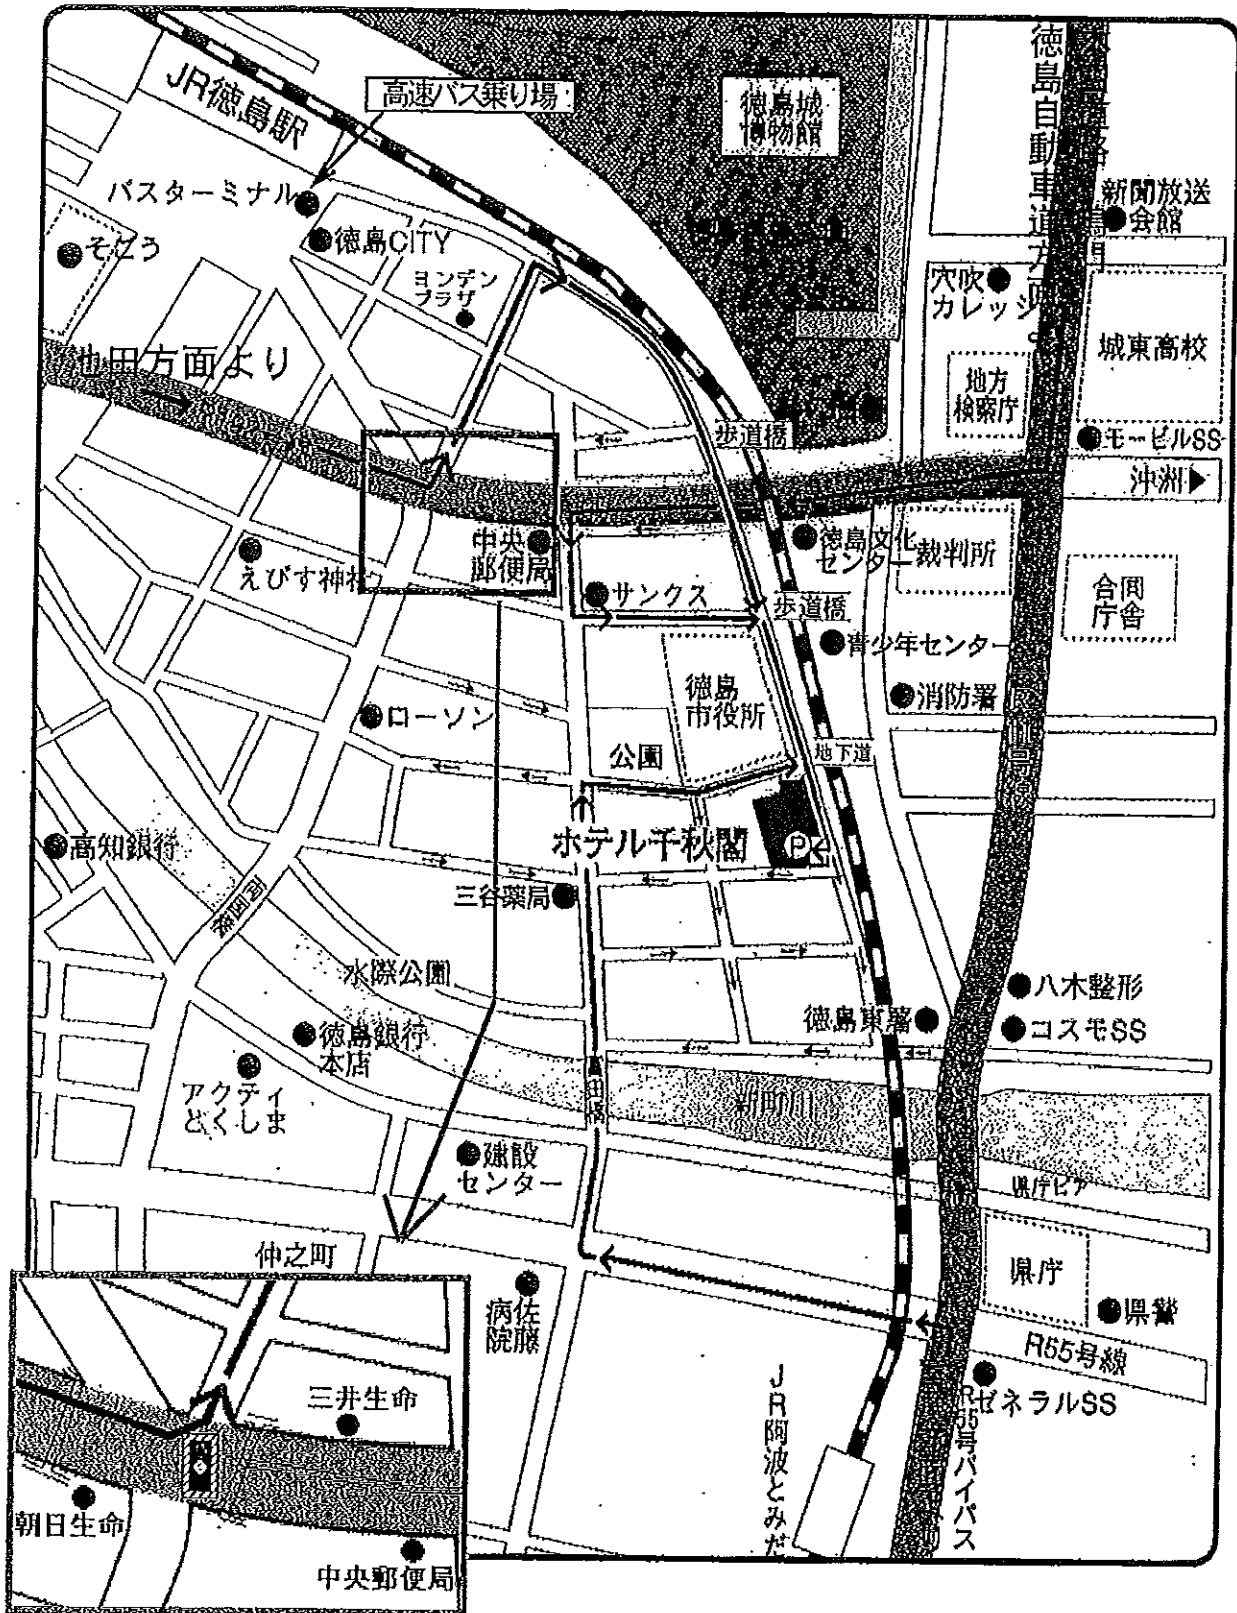 JR徳島駅
高速バス乗り場
徳島城
博物館
徳島自動車道方面より
新聞放送
会館
バスターミナル
そごう
徳島CITY
ヨンデン
プラザ
穴吹
カレッジ
城東高校
池田方面より
地方
検察庁
歩道橋
モービルSS
沖洲▶
中央
郵便局
えびす神社
徳島文化
センター
裁判所
サンクス
歩道橋
合同
庁舎
青少年センター
徳島
市役所
消防署
ローソン
公園
地下道
高知銀行
ホテル千秋閣
P
三谷薬局
水際公園
八木整形
徳島東署
コスモSS
徳島銀行
本店
アクティ
とくしま
富田橋
新町川
建設
センター
県庁ピア
仲之町
県庁
佐藤
病院
県警
R55号線
ゼネラルSS
R55号バイパス
JR阿波とみだ
三井生命
朝日生命
中央郵便局